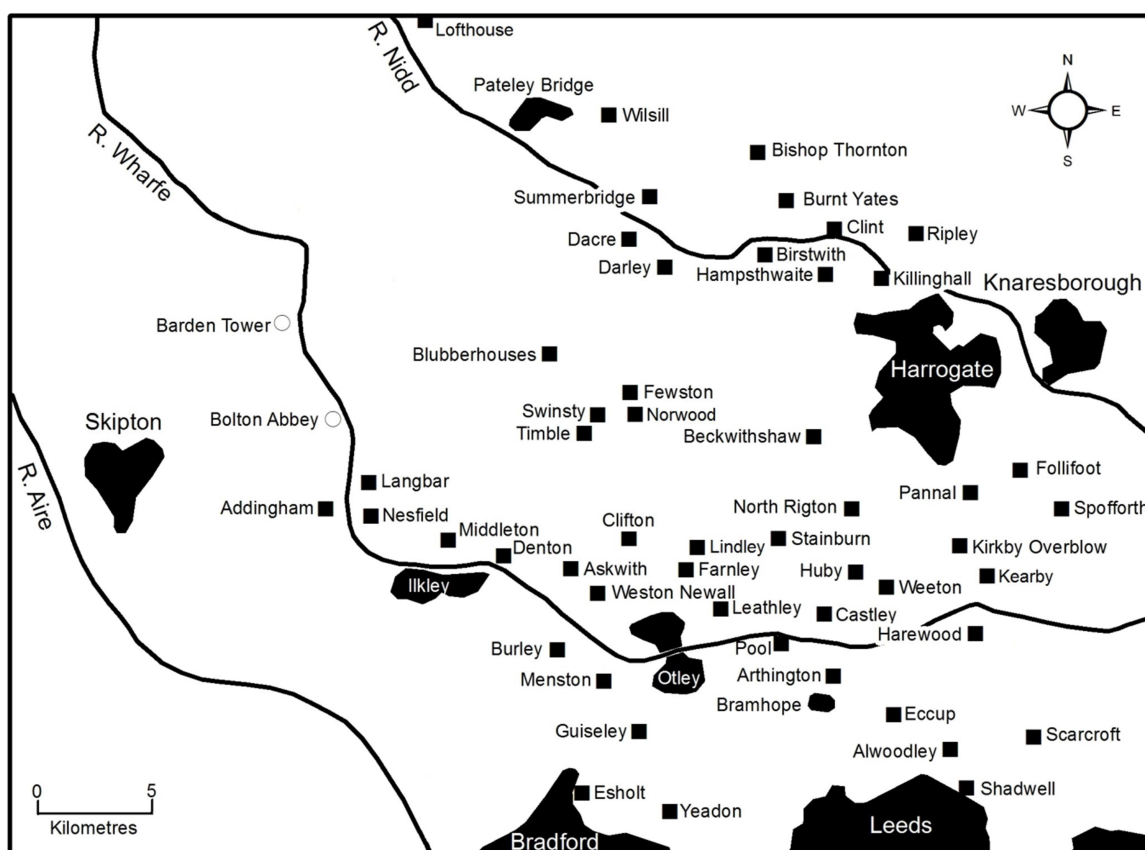 Lofthouse
R. Nidd
Pateley Bridge
Wilsill
N
W
E
S
R. Wharfe
Bishop Thornton
Summerbridge
Burnt Yates
Clint
Ripley
Dacre
Birstwith
Darley
Hampsthwaite
Killinghall
Knaresborough
Barden Tower
Blubberhouses
Harrogate
Fewston
Swinsty
Norwood
Bolton Abbey
Skipton
Timble
Beckwithshaw
Follifoot
R. Aire
Langbar
Pannal
Addingham
Nesfield
North Rigton
Spofforth
Middleton
Clifton
Stainburn
Denton
Lindley
Kirkby Overblow
Askwith
Farnley
Huby
Kearby
Ilkley
Weston Newall
Weeton
Leathley
Castley
Harewood
Burley
Pool
Menston
Otley
Arthington
Bramhope
Eccup
Guiseley
Scarcroft
Alwoodley
0 5
Kilometres
Esholt
Shadwell
Yeadon
Bradford
Leeds